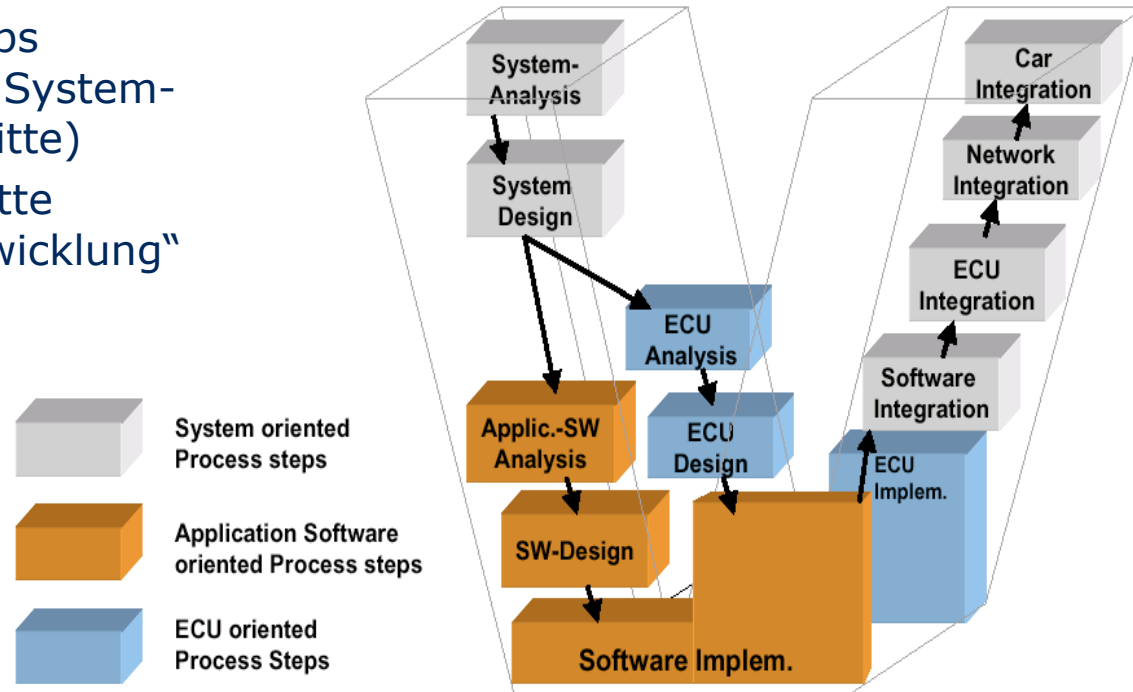 System-
itte)
tte
wicklung“
System-
Analysis
System
Design
ECU
Analysis
Applic.-SW
Analysis
ECU
Design
SW-Design
Software Implem.
ECU
Implem.
Software
Integration
ECU
Integration
Network
Integration
Car
Integration
System oriented
Process steps
Application Software
oriented Process steps
ECU oriented
Process Steps